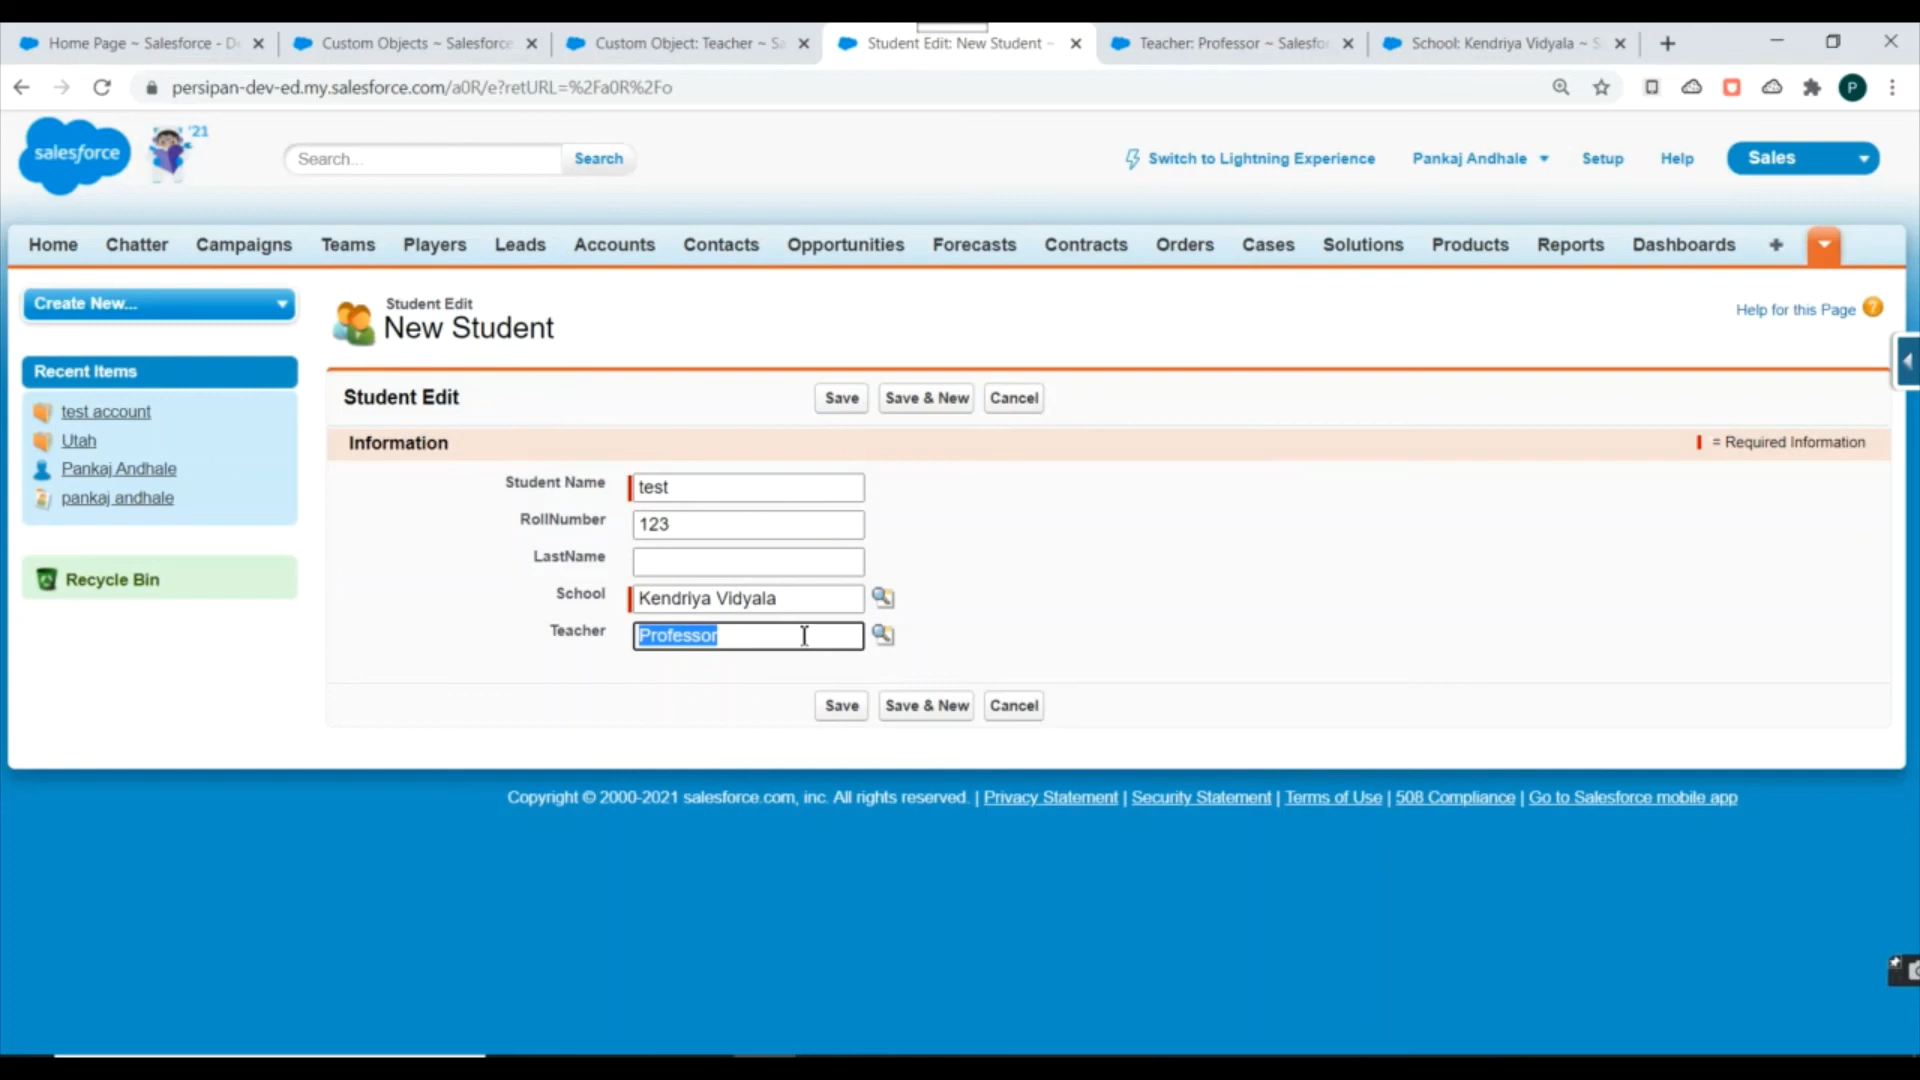 Home Page ~ Salesforce - D
Custom Objects ~ Salesforce
Custom Object: Teacher ~ Sa
Student Edit: New Student ~
Teacher: Professor ~ Salesfor
School: Kendriya Vidyala ~ S
persipan-dev-ed.my.salesforce.com/a0R/e?retURL=%2Fa0R%2Fo
P
salesforce
'21
Search...
Search
Switch to Lightning Experience
Pankaj Andhale
Setup
Help
Sales
Home
Chatter
Campaigns
Teams
Players
Leads
Accounts
Contacts
Opportunities
Forecasts
Contracts
Orders
Cases
Solutions
Products
Reports
Dashboards
+
Create New...
Student Edit
New Student
Help for this Page ?
Recent Items
test account
Utah
Pankaj Andhale
pankaj andhale
Recycle Bin
Student Edit
Save
Save & New
Cancel
Information
= Required Information
Student Name test
RollNumber 123
LastName
School Kendriya Vidyala
Teacher Professor
Save
Save & New
Cancel
Copyright © 2000-2021 salesforce.com, inc. All rights reserved. | Privacy Statement | Security Statement | Terms of Use | 508 Compliance | Go to Salesforce mobile app